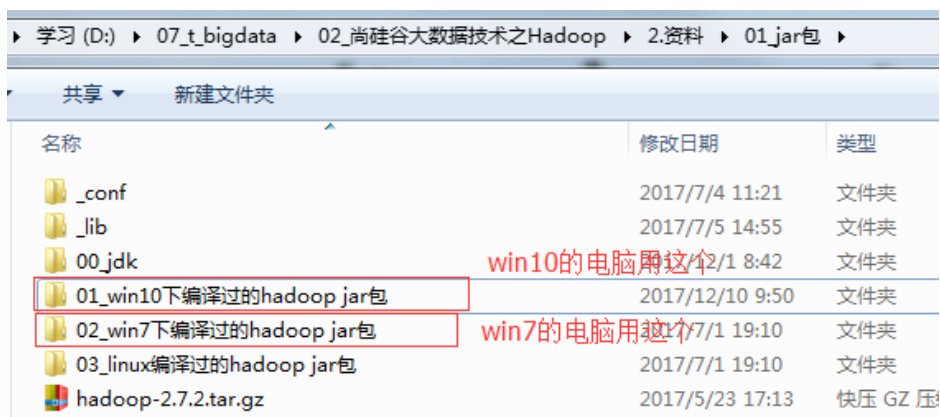 学习 (D:) 07_t_bigdata 02_尚硅谷大数据技术之Hadoop 2.资料 01_jar包
共享 新建文件夹
名称 修改日期 类型
_conf 2017/7/4 11:21 文件夹
_lib 2017/7/5 14:55 文件夹
00_jdk win10的电脑用这个 2017/12/1 8:42 文件夹
01_win10下编译过的hadoop jar包 2017/12/10 9:50 文件夹
02_win7下编译过的hadoop jar包 win7的电脑用这个 2017/7/1 19:10 文件夹
03_linux编译过的hadoop jar包 2017/7/1 19:10 文件夹
hadoop-2.7.2.tar.gz 2017/5/23 17:13 快压 GZ